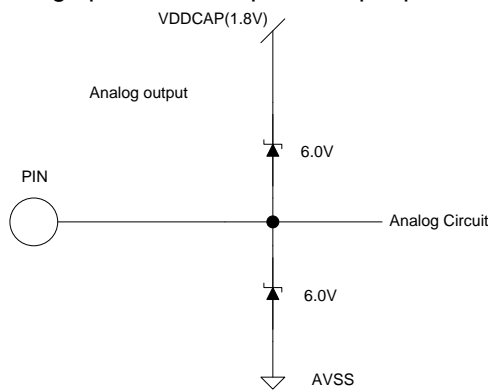 VDDCAP(1.8V)
Analog output
6.0V
PIN
Analog Circuit
6.0V
AVSS